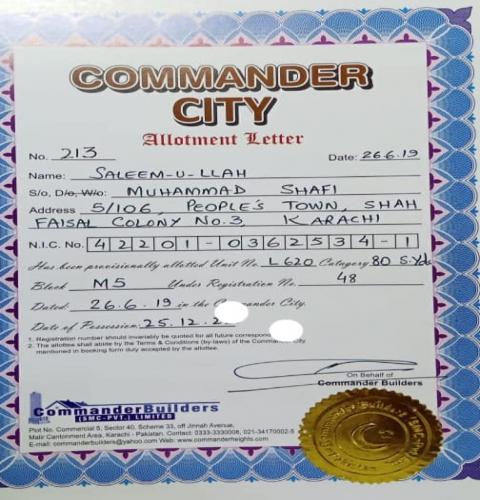 COMMANDER
CITY
Allotment Letter
No. 213 Date: 26.6.19
Name: SALEEM-U-LLAH
S/o, D/o, W/o: MUHAMMAD SHAFI
Address 5/106, PEOPLE'S TOWN, SHAH
FAISAL COLONY NO.3, KARACHI
N.I.C. No. 42201-0362534-1
Has been provisionally allotted Unit No. L620 Category 80 S.Yds
Block M5 Under Registration No. 48
Dated: 26.6.19 in the Commander City.
Date of Possession: 25.12.2
1. Registration number should invariably be quoted for all future
2. The allottee shall abide by the Terms & Conditions (by-laws) of the City
mentioned in booking form duly accepted by the allottee.
On Behalf of
Commander Builders
CommanderBuilders
(SMC-PVT.) LIMITED
Plot No. Commercial 5, Sector 40, Scheme 33, off Jinnah Avenue,
Malir Cantonment Area, Karachi - Pakistan. Contact: 0333-3330008, 021-34170002-5
E-mail: commanderbuilders@yahoo.com Web: www.commanderheights.com